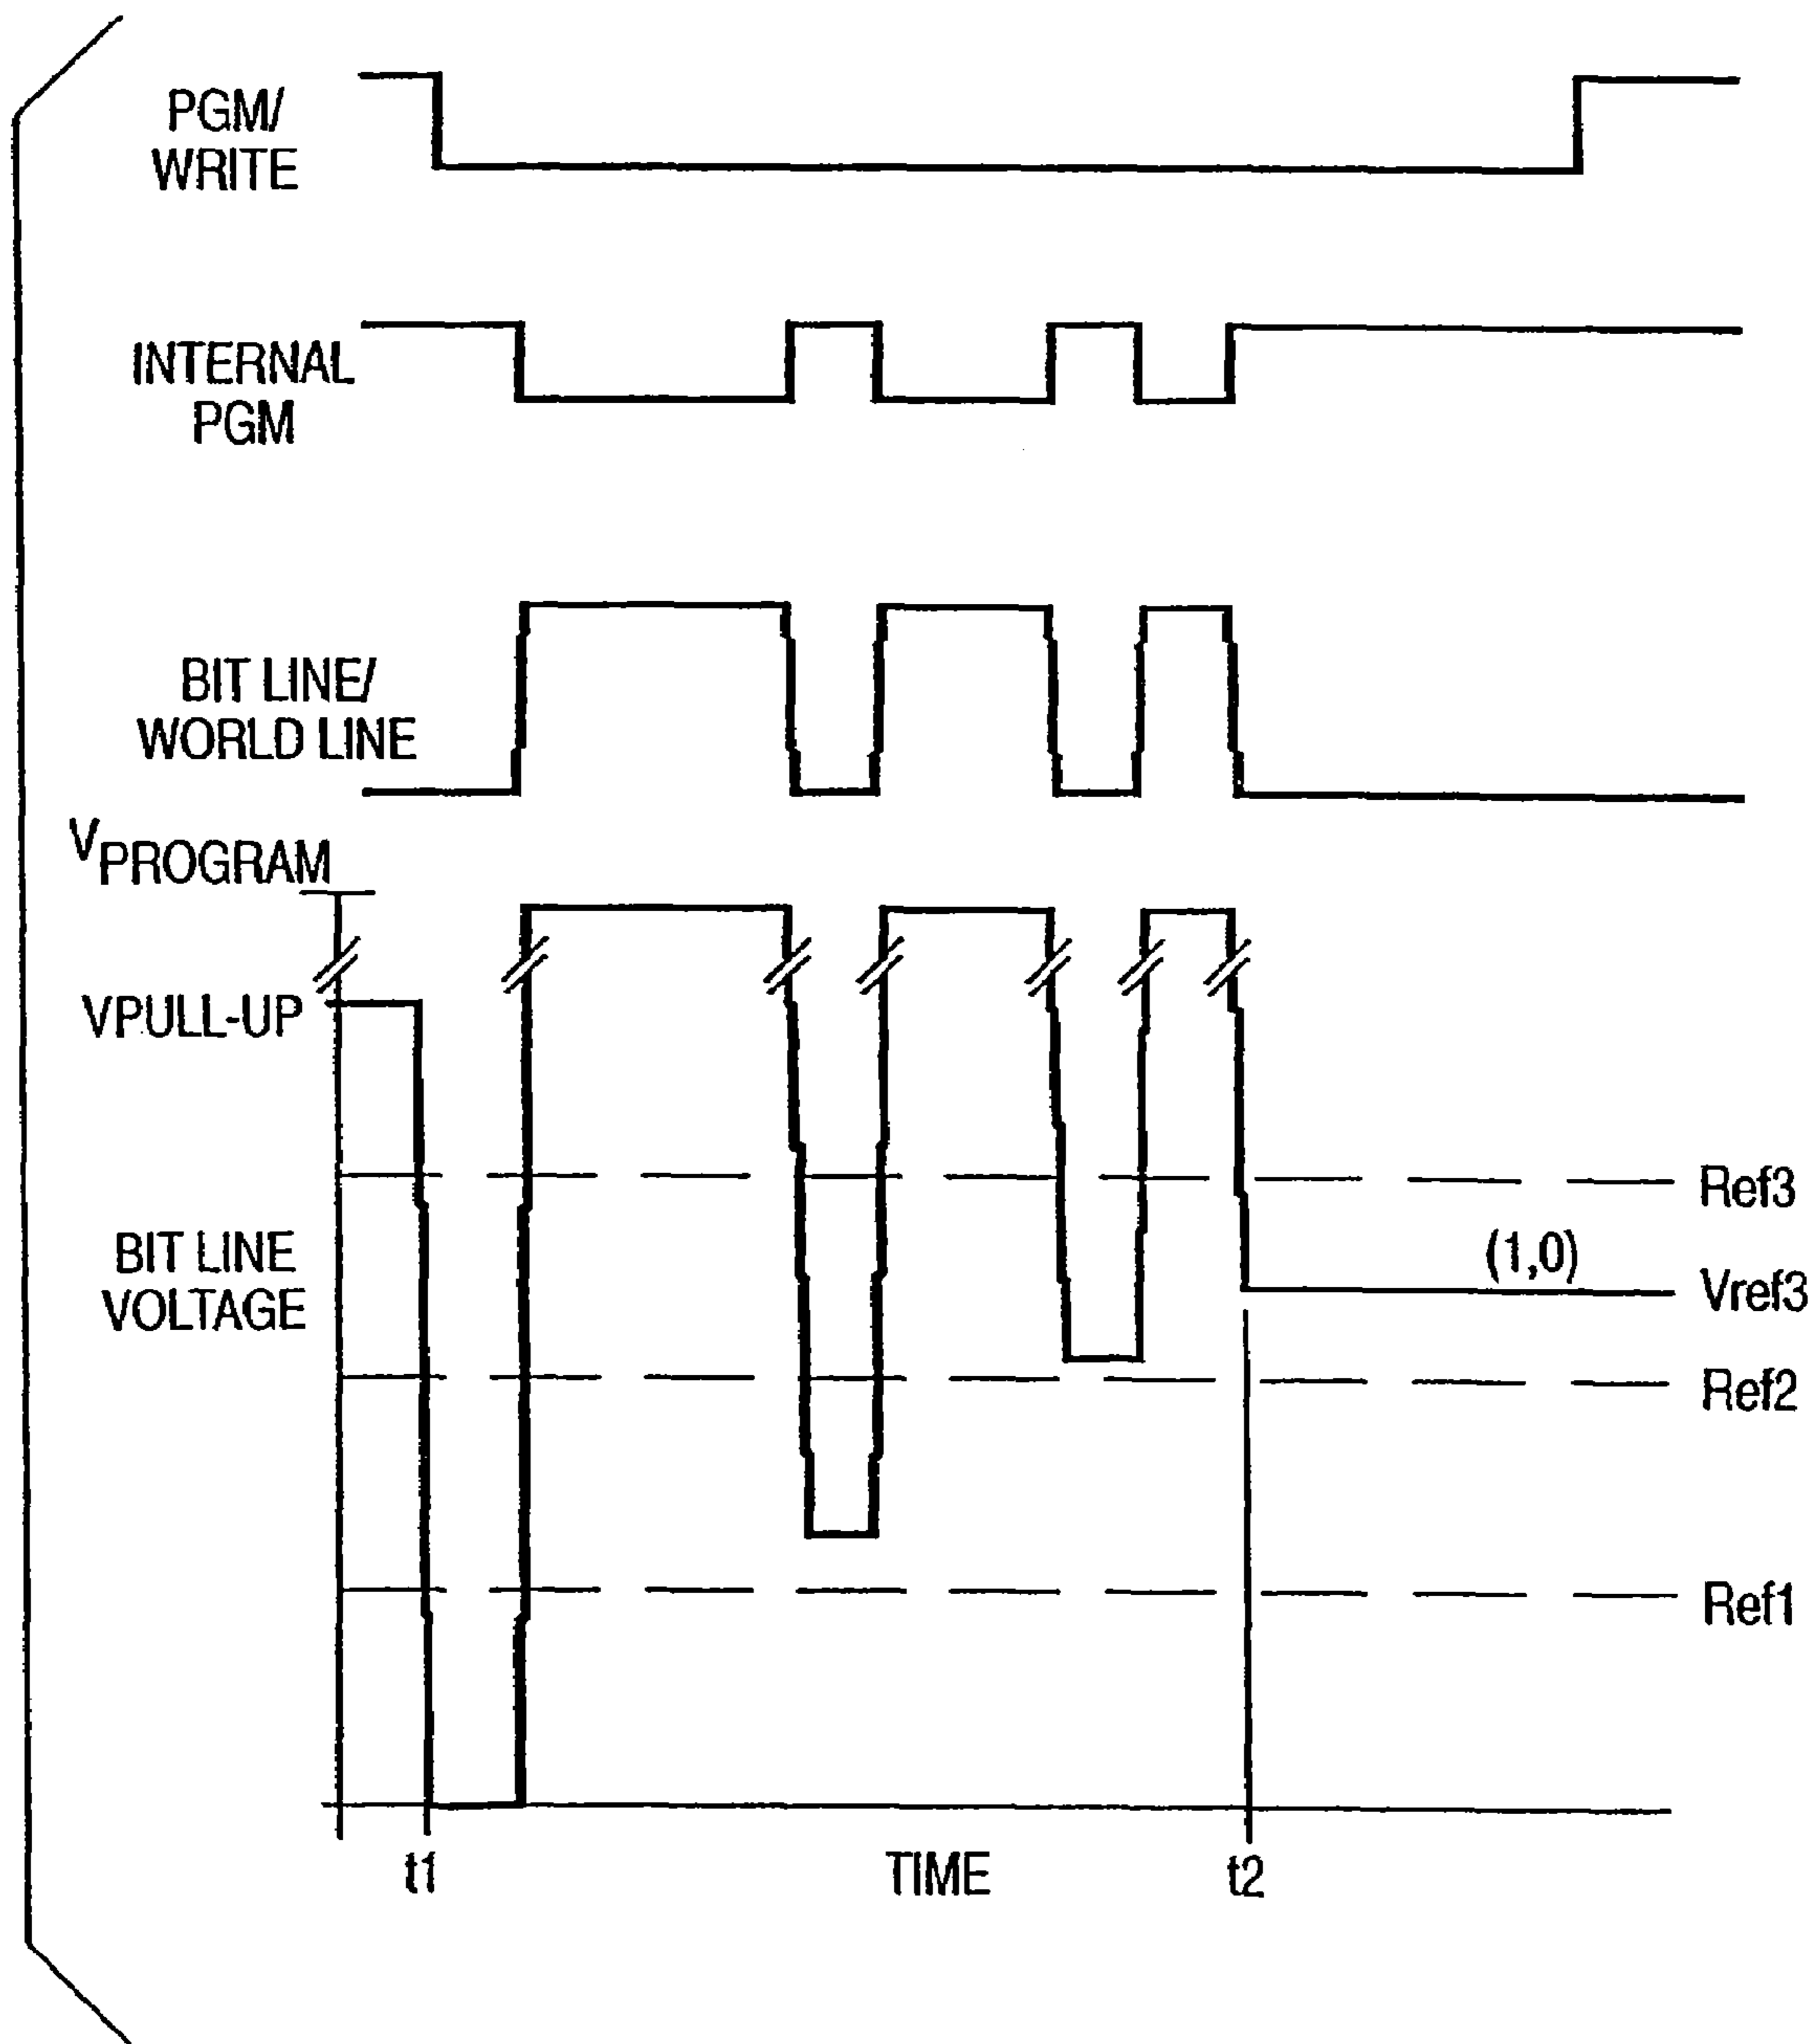 PGM/
WRITE
INTERNAL
PGM
BIT LINE/
WORLD LINE
VPROGRAM
VPULL-UP
Ref3
BIT LINE
VOLTAGE
(1,0)
Vref3
Ref2
Ref1
t1
TIME
t2